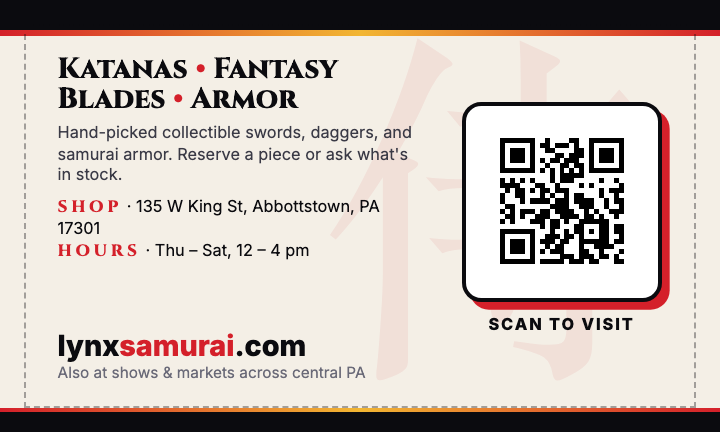 Katanas • Fantasy
Blades • Armor
Hand-picked collectible swords, daggers, and
samurai armor. Reserve a piece or ask what's
in stock.
SHOP · 135 W King St, Abbottstown, PA
17301
HOURS · Thu – Sat, 12 – 4 pm
侍
SCAN TO VISIT
lynxsamurai.com
Also at shows & markets across central PA